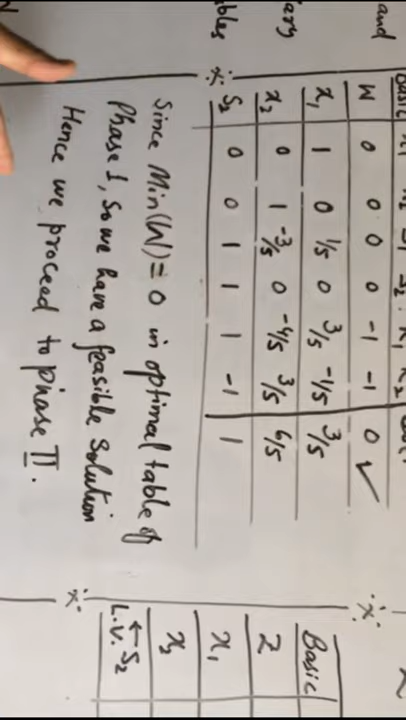 and
ary
bles
W 0 0 0 0 -1 -1 0 ✓
x₁ 1 0 1/5 0 3/5 -1/5 3/5
x₂ 0 1 -3/5 0 -4/5 3/5 6/5
S₂ 0 0 1 1 1 -1 1
Since Min(W)=0 in optimal table of
Phase I, So we have a feasible Solution
Hence we proceed to phase II.
Basic
Z
x₁
x₂
←S₂
L.V.